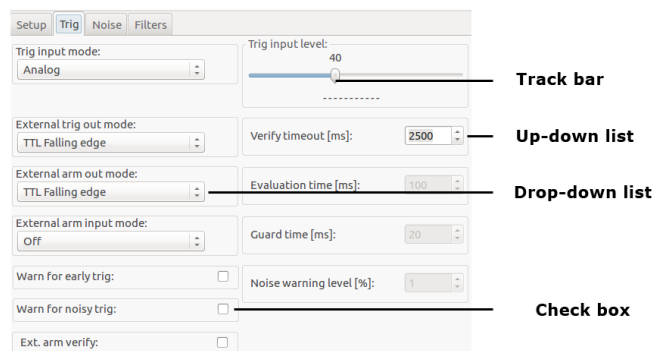 Setup Trig Noise Filters
Trig input mode:
Analog
Trig input level:
40
-----------
Track bar
External trig out mode:
TTL Falling edge
Verify timeout [ms]:
2500
Up-down list
External arm out mode:
TTL Falling edge
Evaluation time [ms]:
100
Drop-down list
External arm input mode:
Off
Guard time [ms]:
20
Warn for early trig:
Noise warning level [%]:
1
Warn for noisy trig:
Check box
Ext. arm verify: